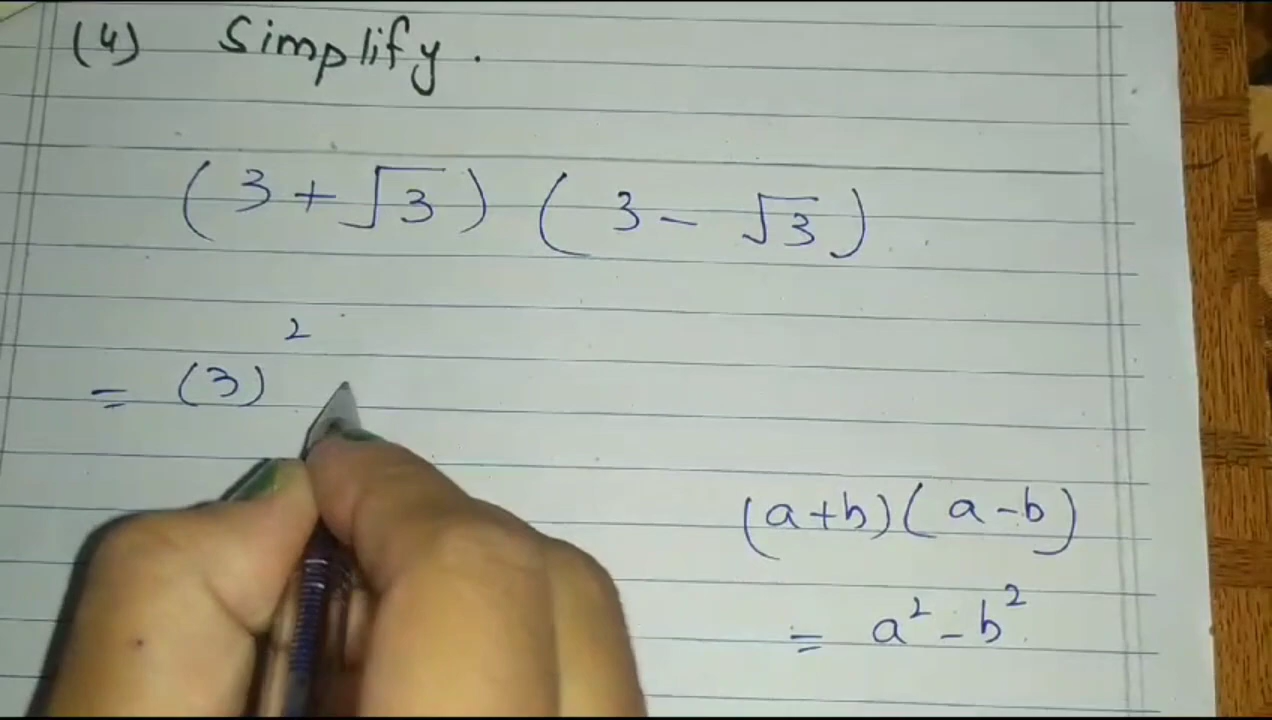 (4) Simplify.
(3 + √3) (3 - √3)
= (3)²
(a+b)(a-b)
= a² - b²